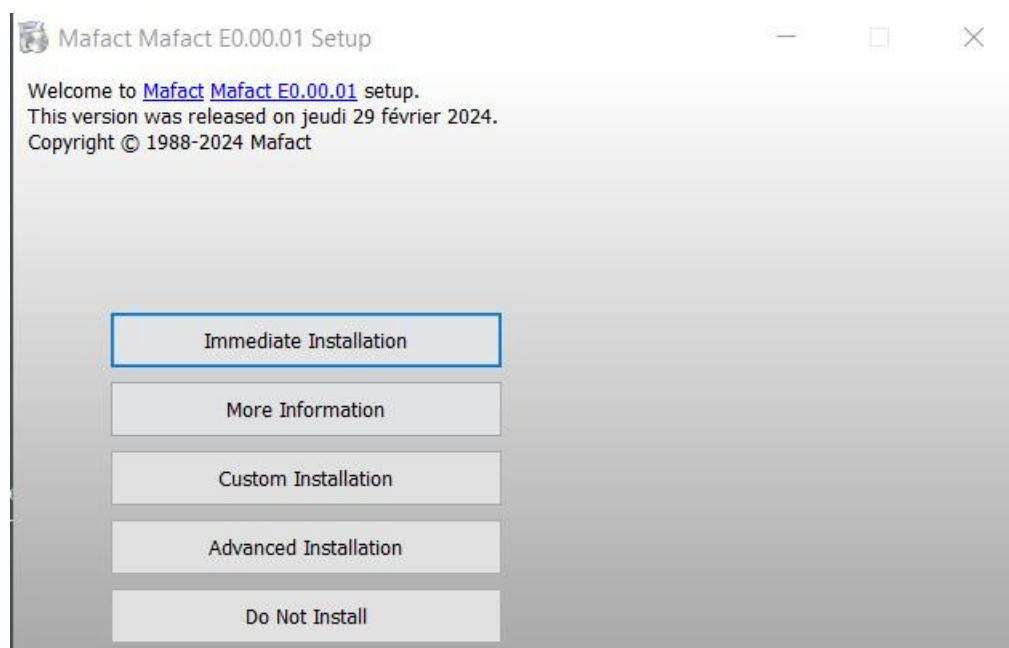 Mafact Mafact E0.00.01 Setup
Welcome to Mafact Mafact E0.00.01 setup.
This version was released on jeudi 29 février 2024.
Copyright © 1988-2024 Mafact
Immediate Installation
More Information
Custom Installation
Advanced Installation
Do Not Install